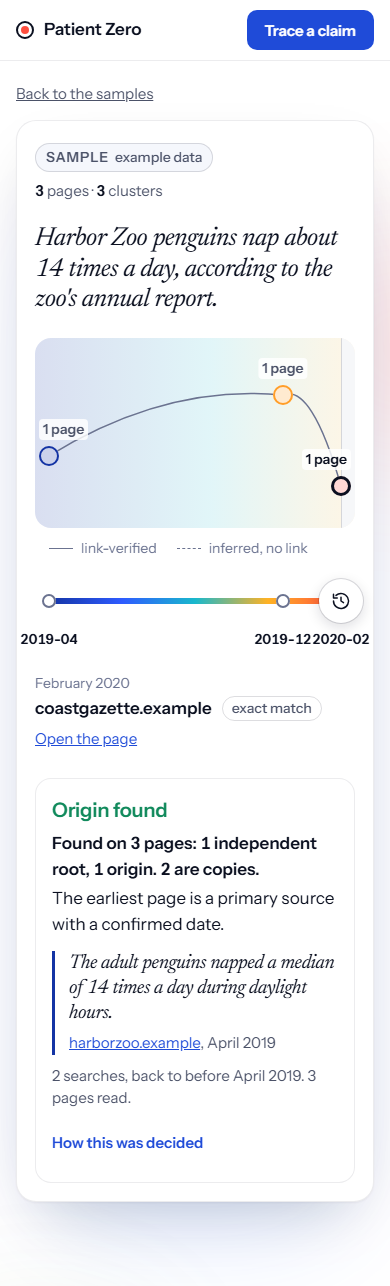 Patient Zero
Trace a claim
Back to the samples
SAMPLE example data
3 pages · 3 clusters
Harbor Zoo penguins nap about
14 times a day, according to the
zoo's annual report.
1 page
1 page
1 page
link-verified
inferred, no link
2019-04
2019-12
2020-02
February 2020
coastgazette.example
exact match
Open the page
Origin found
Found on 3 pages: 1 independent
root, 1 origin. 2 are copies.
The earliest page is a primary source
with a confirmed date.
The adult penguins napped a median
of 14 times a day during daylight
hours.
harborzoo.example, April 2019
2 searches, back to before April 2019. 3
pages read.
How this was decided